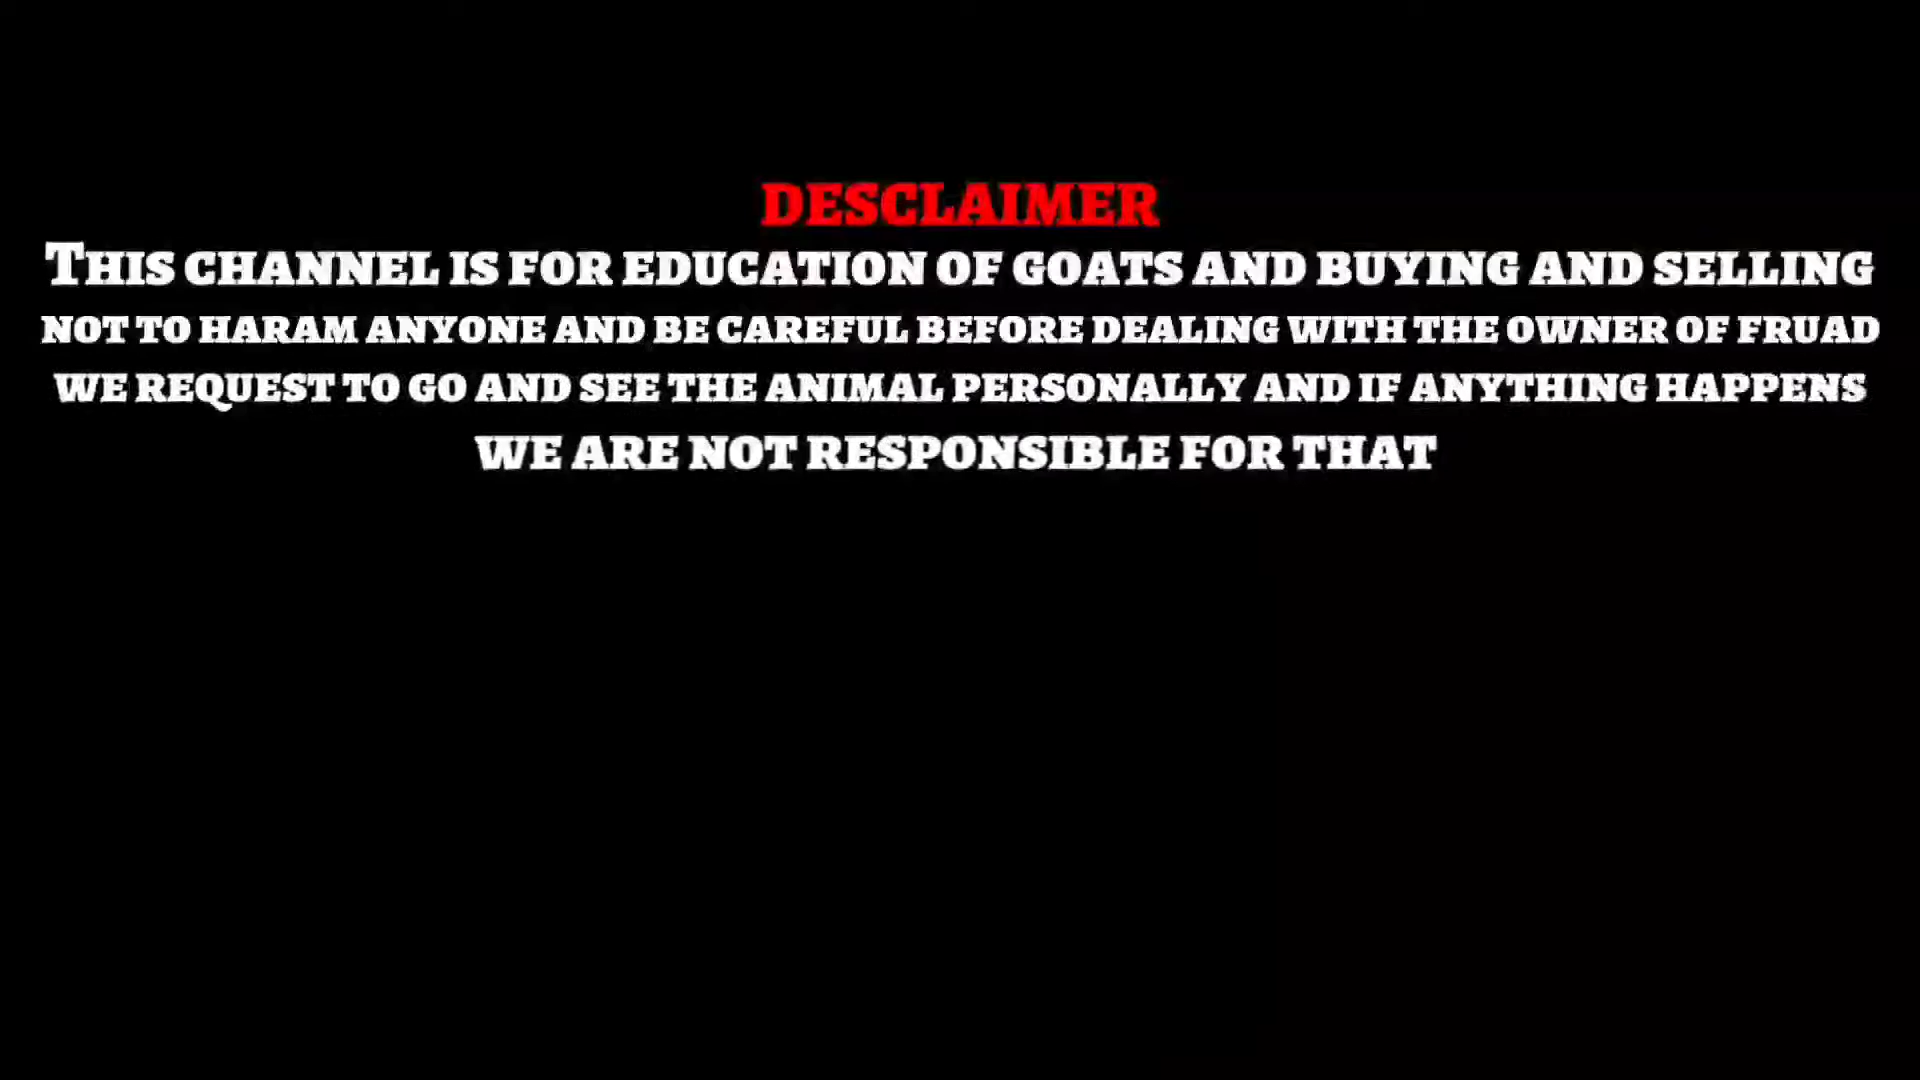 DESCLAIMER
THIS CHANNEL IS FOR EDUCATION OF GOATS AND BUYING AND SELLING
NOT TO HARAM ANYONE AND BE CAREFUL BEFORE DEALING WITH THE OWNER OF FRUAD
WE REQUEST TO GO AND SEE THE ANIMAL PERSONALLY AND IF ANYTHING HAPPENS
WE ARE NOT RESPONSIBLE FOR THAT